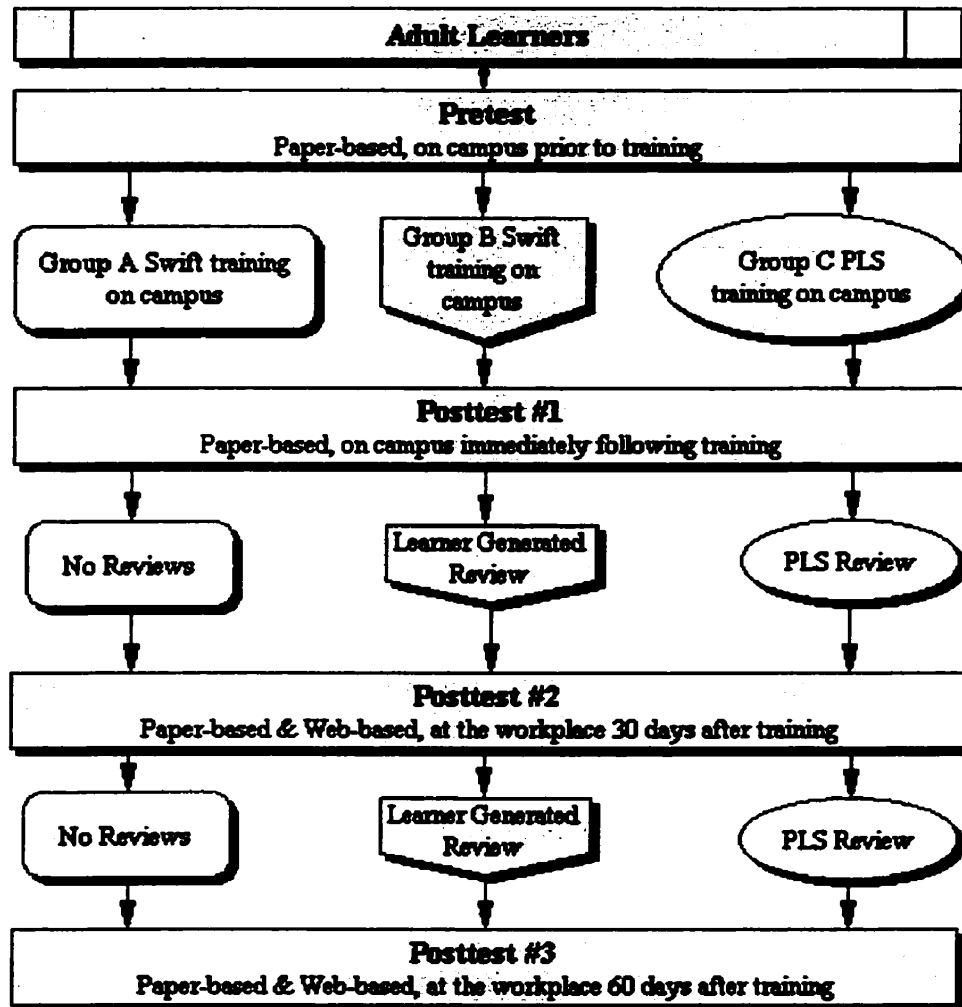 Adult Learners
Pretest
Paper-based, on campus prior to training
Group A Swift training
on campus
Group B Swift
training on
campus
Group C PLS
training on campus
Posttest #1
Paper-based, on campus immediately following training
No Reviews
Learner Generated
Review
PLS Review
Posttest #2
Paper-based & Web-based, at the workplace 30 days after training
No Reviews
Learner Generated
Review
PLS Review
Posttest #3
Paper-based & Web-based, at the workplace 60 days after training